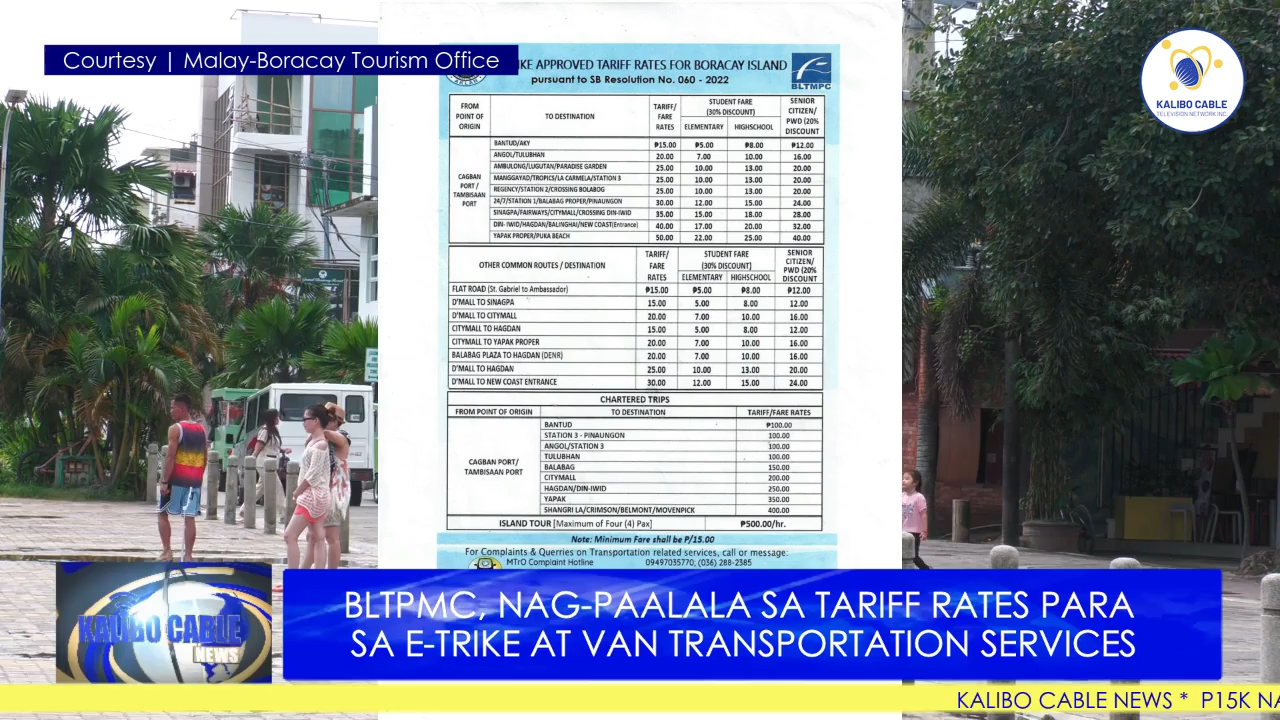 Courtesy | Malay-Boracay Tourism Office
KALIBO CABLE
TELEVISION NETWORK INC.
APPROVED TARIFF RATES FOR BORACAY ISLAND
pursuant to SB Resolution No. 060 - 2022
BLTMPC
FROM POINT OF ORIGIN | TO DESTINATION | TARIFF/ FARE RATES | STUDENT FARE (30% DISCOUNT) ELEMENTARY | HIGHSCHOOL | SENIOR CITIZEN/ PWD (20% DISCOUNT
CAGBAN PORT / TAMBISAAN PORT
BANTUD/AKY ₱15.00 ₱5.00 ₱8.00 ₱12.00
ANGOL/TULUBHAN 20.00 7.00 10.00 16.00
AMBULONG/LUGUTAN/PARADISE GARDEN 25.00 10.00 13.00 20.00
MANGGAYAD/TROPICS/LA CARMELA/STATION 3 25.00 10.00 13.00 20.00
REGENCY/STATION 2/CROSSING BOLABOG 25.00 10.00 13.00 20.00
24/7/STATION 1/BALABAG PROPER/PINAUNGON 30.00 12.00 15.00 24.00
SINAGPA/FAIRWAYS/CITYMALL/CROSSING DIN-IWID 35.00 15.00 18.00 28.00
DIN- IWID/HAGDAN/BALINGHAI/NEW COAST(Entrance) 40.00 17.00 20.00 32.00
YAPAK PROPER/PUKA BEACH 50.00 22.00 25.00 40.00
OTHER COMMON ROUTES / DESTINATION | TARIFF/ FARE RATES | STUDENT FARE (30% DISCOUNT) ELEMENTARY | HIGHSCHOOL | SENIOR CITIZEN/ PWD (20% DISCOUNT
FLAT ROAD (St. Gabriel to Ambassador) ₱15.00 ₱5.00 ₱8.00 ₱12.00
D'MALL TO SINAGPA 15.00 5.00 8.00 12.00
D'MALL TO CITYMALL 20.00 7.00 10.00 16.00
CITYMALL TO HAGDAN 15.00 5.00 8.00 12.00
CITYMALL TO YAPAK PROPER 20.00 7.00 10.00 16.00
BALABAG PLAZA TO HAGDAN (DENR) 20.00 7.00 10.00 16.00
D'MALL TO HAGDAN 25.00 10.00 13.00 20.00
D'MALL TO NEW COAST ENTRANCE 30.00 12.00 15.00 24.00
CHARTERED TRIPS
FROM POINT OF ORIGIN | TO DESTINATION | TARIFF/FARE RATES
CAGBAN PORT/ TAMBISAAN PORT
BANTUD ₱100.00
STATION 3 - PINAUNGON 100.00
ANGOL/STATION 3 100.00
TULUBHAN 100.00
BALABAG 150.00
CITYMALL 200.00
HAGDAN/DIN-IWID 250.00
YAPAK 350.00
SHANGRI LA/CRIMSON/BELMONT/MOVENPICK 400.00
ISLAND TOUR [Maximum of Four (4) Pax] ₱500.00/hr.
Note: Minimum Fare shall be P/15.00
For Complaints & Querries on Transportation related services, call or message:
MTrO Complaint Hotline 09497035770; (036) 288-2385
KALIBO CABLE
NEWS
BLTPMC, NAG-PAALALA SA TARIFF RATES PARA
SA E-TRIKE AT VAN TRANSPORTATION SERVICES
KALIBO CABLE NEWS * P15K NA